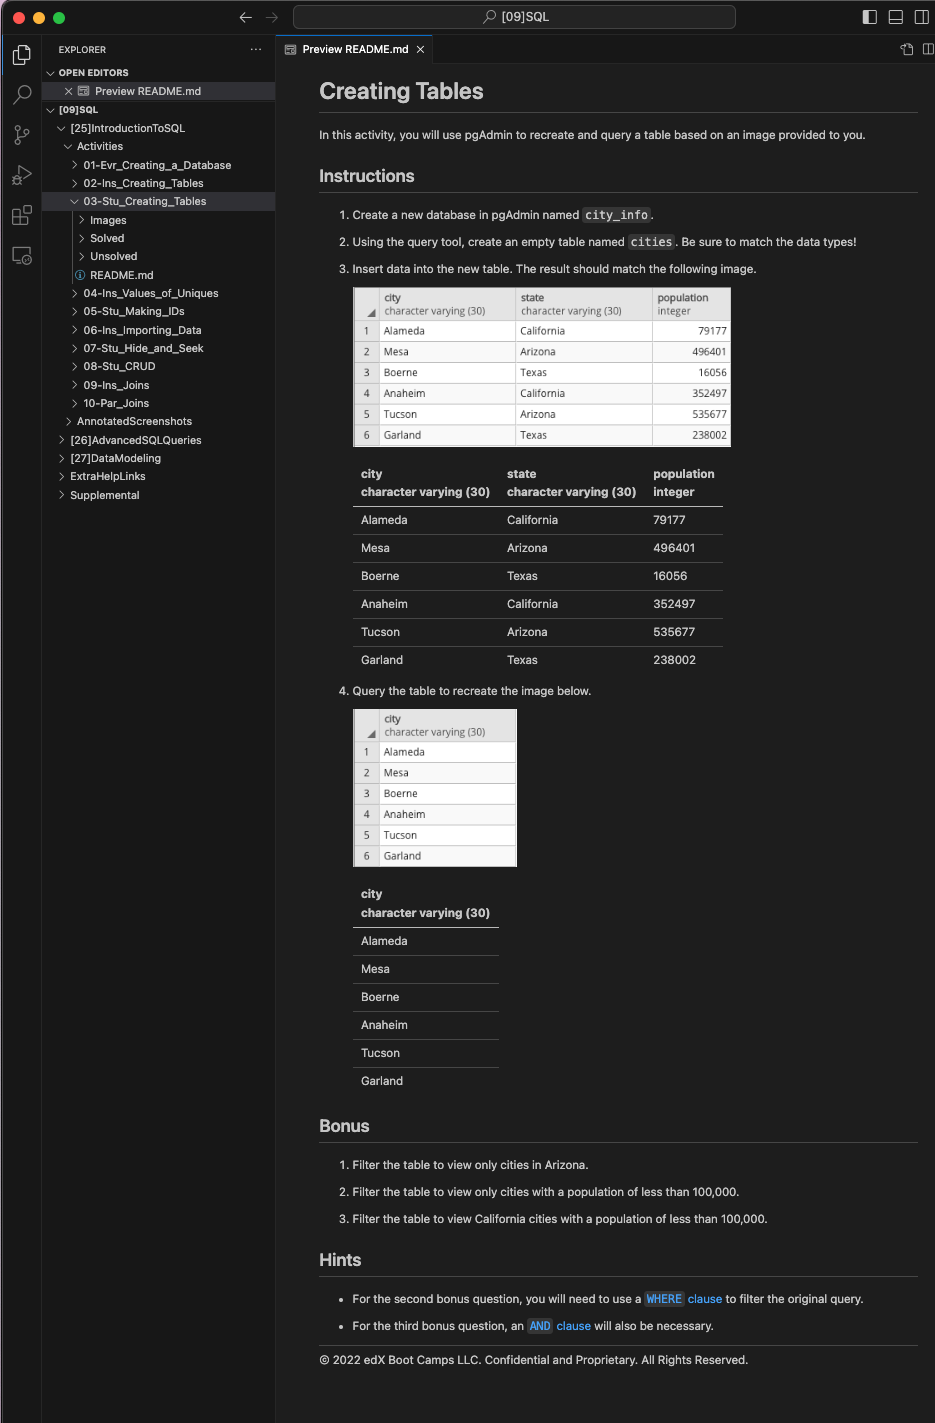 [09]SQL
EXPLORER
...
Preview README.md
OPEN EDITORS
Preview README.md
[09]SQL
[25]IntroductionToSQL
Activities
01-Evr_Creating_a_Database
02-Ins_Creating_Tables
03-Stu_Creating_Tables
Images
Solved
Unsolved
README.md
04-Ins_Values_of_Uniques
05-Stu_Making_IDs
06-Ins_Importing_Data
07-Stu_Hide_and_Seek
08-Stu_CRUD
09-Ins_Joins
10-Par_Joins
AnnotatedScreenshots
[26]AdvancedSQLQueries
[27]DataModeling
ExtraHelpLinks
Supplemental
Creating Tables
In this activity, you will use pgAdmin to recreate and query a table based on an image provided to you.
Instructions
1. Create a new database in pgAdmin named city_info.
2. Using the query tool, create an empty table named cities. Be sure to match the data types!
3. Insert data into the new table. The result should match the following image.
city state population
character varying (30) character varying (30) integer
1 Alameda California 79177
2 Mesa Arizona 496401
3 Boerne Texas 16056
4 Anaheim California 352497
5 Tucson Arizona 535677
6 Garland Texas 238002
city state population
character varying (30) character varying (30) integer
Alameda California 79177
Mesa Arizona 496401
Boerne Texas 16056
Anaheim California 352497
Tucson Arizona 535677
Garland Texas 238002
4. Query the table to recreate the image below.
city
character varying (30)
1 Alameda
2 Mesa
3 Boerne
4 Anaheim
5 Tucson
6 Garland
city
character varying (30)
Alameda
Mesa
Boerne
Anaheim
Tucson
Garland
Bonus
1. Filter the table to view only cities in Arizona.
2. Filter the table to view only cities with a population of less than 100,000.
3. Filter the table to view California cities with a population of less than 100,000.
Hints
• For the second bonus question, you will need to use a WHERE clause to filter the original query.
• For the third bonus question, an AND clause will also be necessary.
© 2022 edX Boot Camps LLC. Confidential and Proprietary. All Rights Reserved.